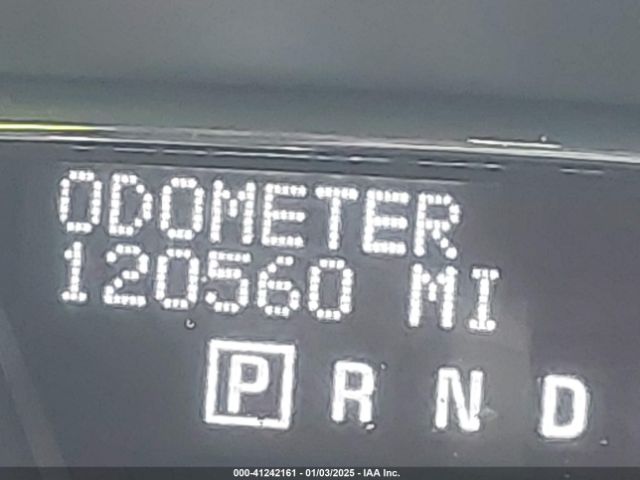 ODOMETER
120560 MI
P R N D
000-41242161 - 01/03/2025 - IAA Inc.